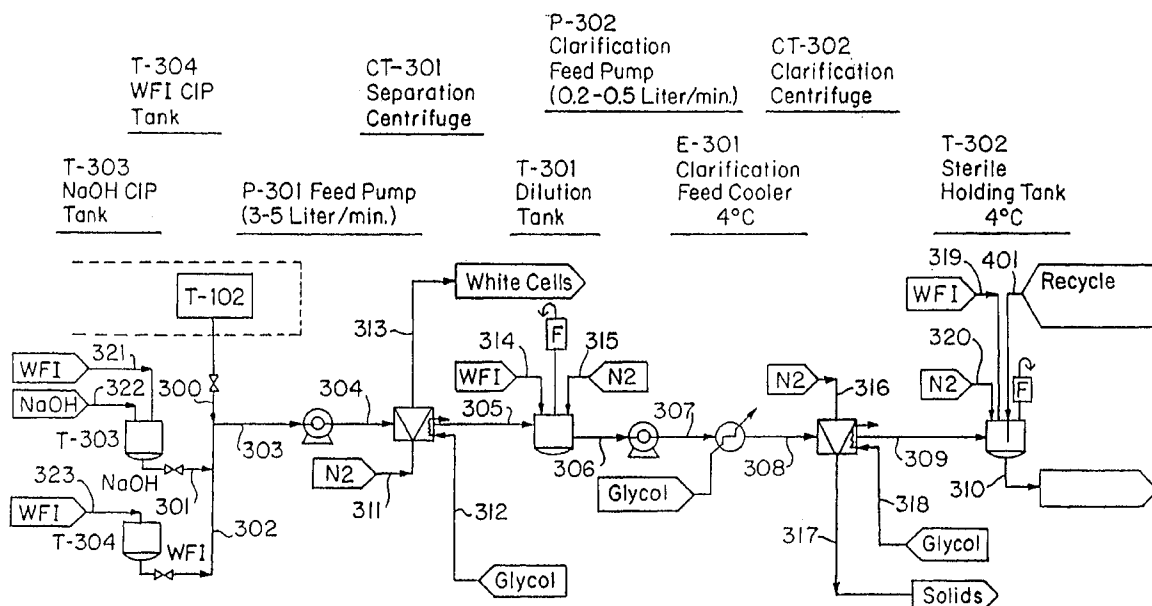 P-302
Clarification
Feed Pump
(0.2-0.5 Liter/min.)
CT-302
Clarification
Centrifuge
T-304
WFI CIP
Tank
CT-301
Separation
Centrifuge
T-303
NaOH CIP
Tank
P-301 Feed Pump
(3-5 Liter/min.)
T-301
Dilution
Tank
E-301
Clarification
Feed Cooler
4°C
T-302
Sterile
Holding Tank
4°C
T-102
White Cells
319
401
Recycle
WFI
313
F
314
315
320
321
WFI
322
NaOH
300
WFI
N2
N2
316
N2
F
T-303
304
305
307
303
306
308
309
310
NaOH
301
N2
311
312
Glycol
317
318
323
WFI
302
T-304
WFI
Glycol
Glycol
Solids